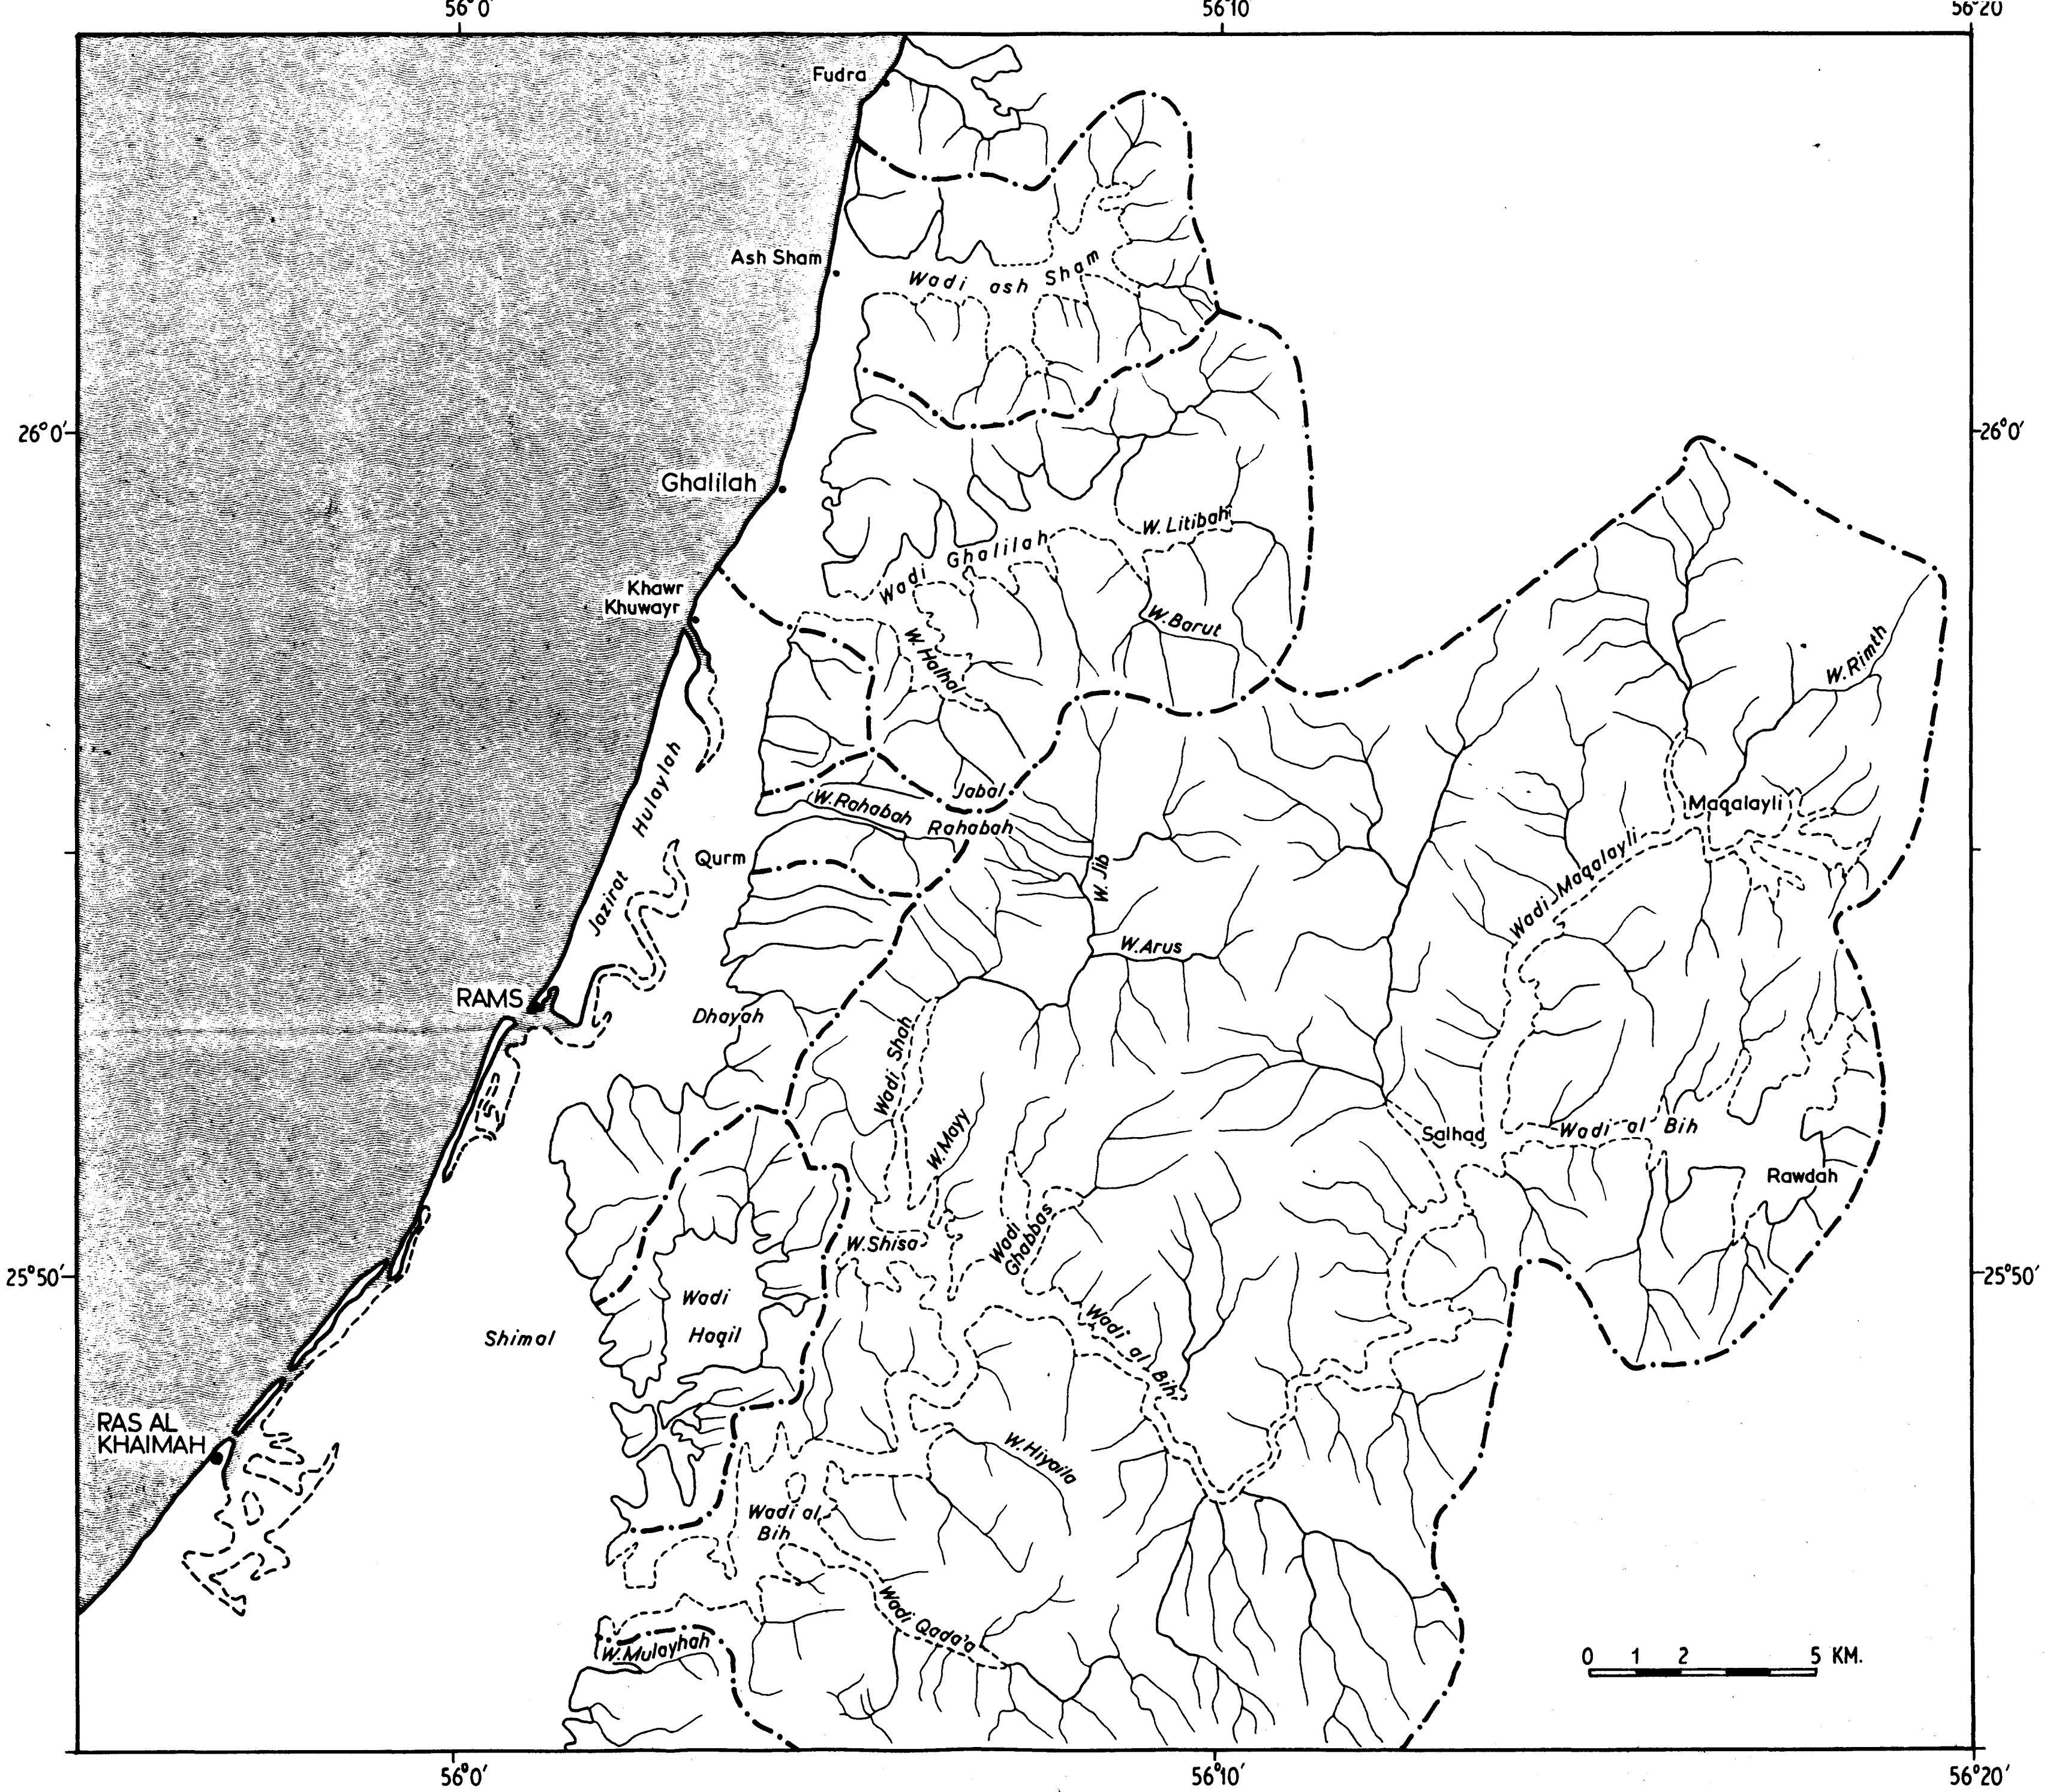 56°0'
56°10'
56°20
Fudra
Ash Sham
Wadi ash Sham
26°0'
26°0'
Ghalilah
W. Litibah
Wadi Ghalilah
Khawr
Khuwayr
W. Barut
W. Halhal
W. Rimth
Jazirat Hulaylah
Jabal
Rahabah
W. Rahabah
Maqalayli
Wadi Maqalayli
Qurm
W. Jib
W. Arus
RAMS
Dhayah
Wadi Shah
W. Mayy
Salhad
Wadi al Bih
Rawdah
W. Shisa
Wadi
Ghabbas
25°50'
25°50'
Wadi
Haqil
Shimal
Wadi al Bih
RAS AL
KHAIMAH
W. Hiyaila
Wadi al
Bih
Wadi Qada'a
W. Mulayhah
0 1 2 5 KM.
56°0'
56°10'
56°20'